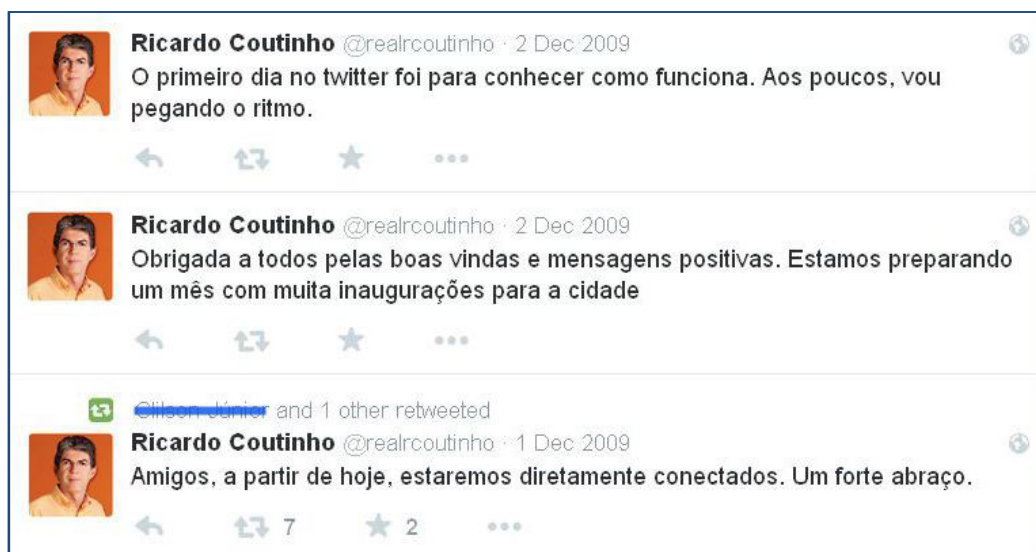 Ricardo Coutinho @realrcoutinho · 2 Dec 2009
O primeiro dia no twitter foi para conhecer como funciona. Aos poucos, vou
pegando o ritmo.
Ricardo Coutinho @realrcoutinho · 2 Dec 2009
Obrigada a todos pelas boas vindas e mensagens positivas. Estamos preparando
um mês com muita inaugurações para a cidade
and 1 other retweeted
Ricardo Coutinho @realrcoutinho · 1 Dec 2009
Amigos, a partir de hoje, estaremos diretamente conectados. Um forte abraço.
7 2